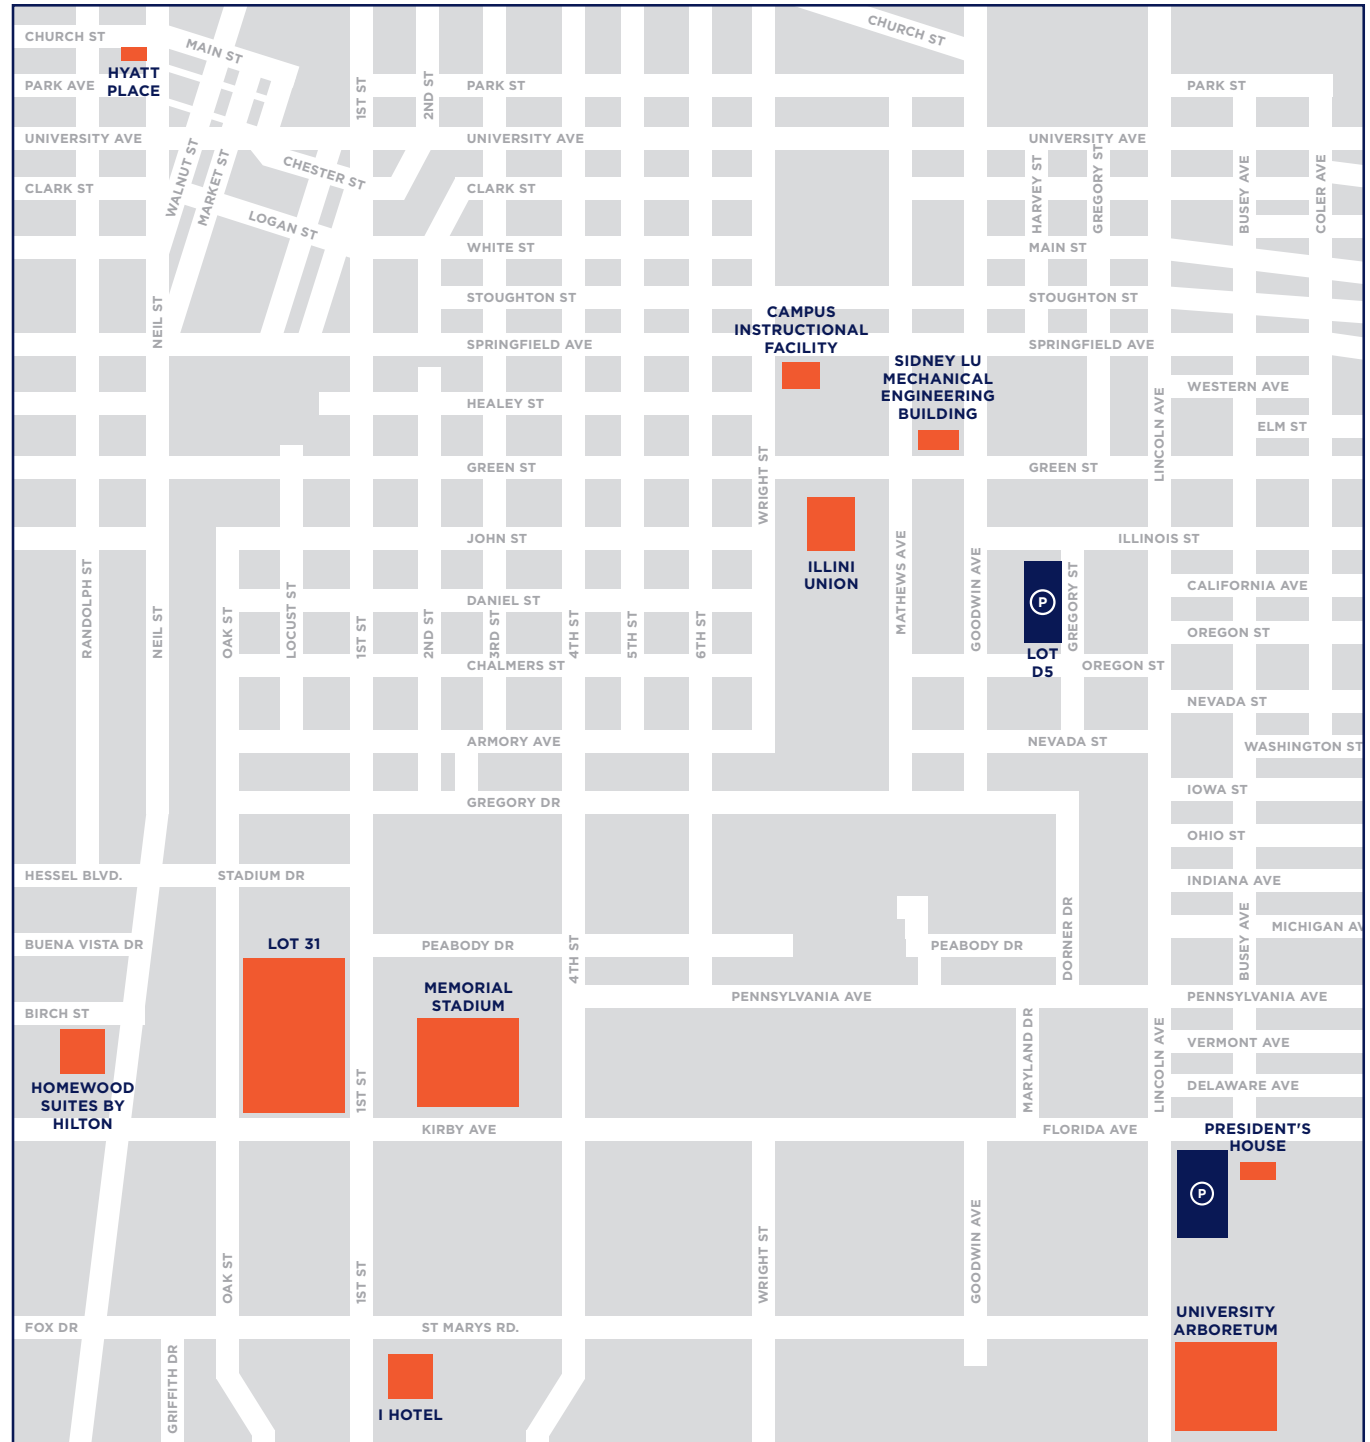 CHURCH ST
CHURCH ST
MAIN ST
HYATT
PLACE
PARK AVE
1ST ST
2ND ST
PARK ST
PARK ST
UNIVERSITY AVE
UNIVERSITY AVE
UNIVERSITY AVE
WALNUT ST
MARKET ST
CHESTER ST
HARVEY ST
GREGORY ST
BUSEY AVE
COLER AVE
CLARK ST
CLARK ST
LOGAN ST
WHITE ST
MAIN ST
NEIL ST
STOUGHTON ST
STOUGHTON ST
CAMPUS
INSTRUCTIONAL
FACILITY
SPRINGFIELD AVE
SPRINGFIELD AVE
SIDNEY LU
MECHANICAL
ENGINEERING
BUILDING
WESTERN AVE
LINCOLN AVE
HEALEY ST
ELM ST
GREEN ST
GREEN ST
WRIGHT ST
JOHN ST
ILLINOIS ST
ILLINI
UNION
MATHEWS AVE
GOODWIN AVE
P
GREGORY ST
LOT
D5
CALIFORNIA AVE
RANDOLPH ST
NEIL ST
OAK ST
LOCUST ST
1ST ST
2ND ST
3RD ST
4TH ST
5TH ST
6TH ST
DANIEL ST
OREGON ST
CHALMERS ST
OREGON ST
NEVADA ST
ARMORY AVE
NEVADA ST
WASHINGTON ST
IOWA ST
GREGORY DR
OHIO ST
HESSEL BLVD.
STADIUM DR
INDIANA AVE
MICHIGAN AV
BUSEY AVE
DORNER DR
BUENA VISTA DR
LOT 31
PEABODY DR
4TH ST
PEABODY DR
MEMORIAL
STADIUM
PENNSYLVANIA AVE
PENNSYLVANIA AVE
BIRCH ST
MARYLAND DR
LINCOLN AVE
VERMONT AVE
HOMEWOOD
SUITES BY
HILTON
1ST ST
DELAWARE AVE
KIRBY AVE
FLORIDA AVE
PRESIDENT'S
HOUSE
P
OAK ST
1ST ST
WRIGHT ST
GOODWIN AVE
UNIVERSITY
ARBORETUM
FOX DR
ST MARYS RD.
GRIFFITH DR
I HOTEL